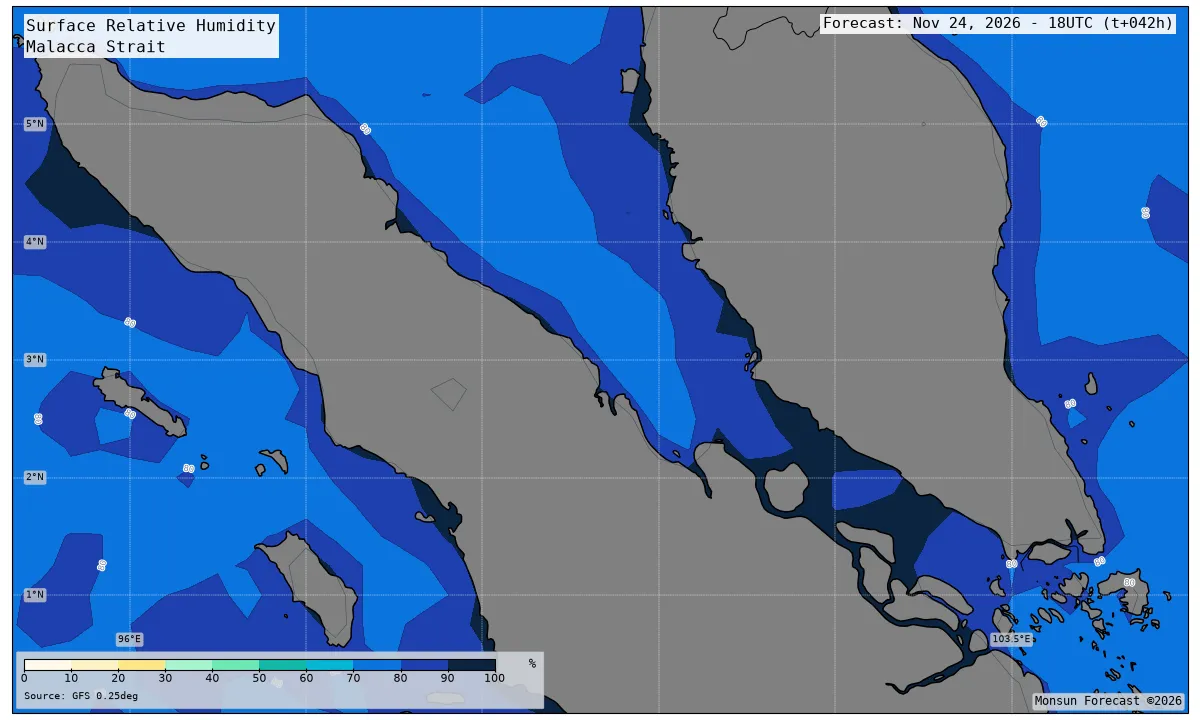 Surface Relative Humidity
Malacca Strait
Forecast: Nov 24, 2026 - 18UTC (t+042h)
5°N
4°N
3°N
2°N
1°N
96°E
103.5°E
80
80
80
80
80
80
80
80
80
80
80
80
0 10 20 30 40 50 60 70 80 90 100
%
Source: GFS 0.25deg
Monsun Forecast ©2026